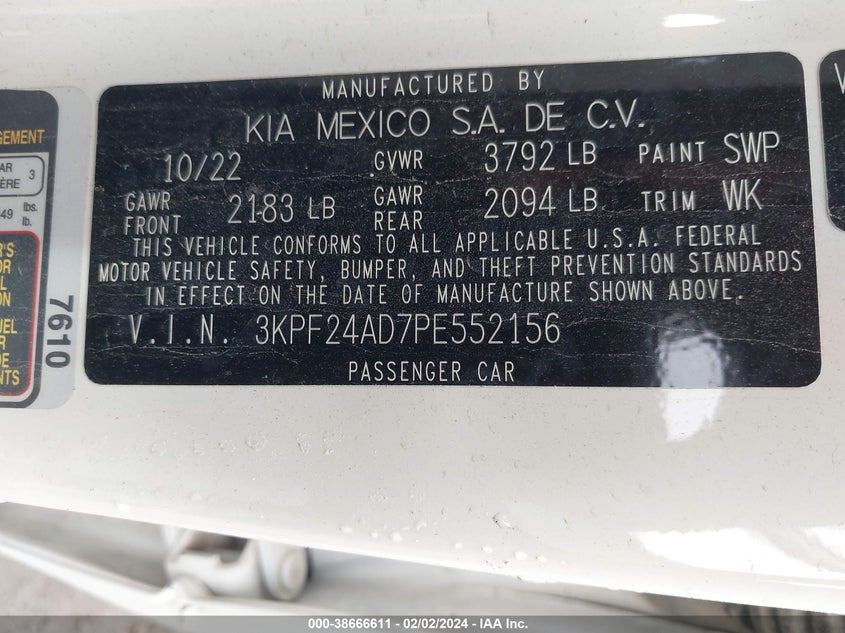 MANUFACTURED BY
KIA MEXICO S.A. DE C.V.
10/22 GVWR 3792 LB PAINT SWP
GAWR FRONT 2183 LB GAWR REAR 2094 LB TRIM WK
THIS VEHICLE CONFORMS TO ALL APPLICABLE U.S.A. FEDERAL
MOTOR VEHICLE SAFETY, BUMPER, AND THEFT PREVENTION STANDARDS
IN EFFECT ON THE DATE OF MANUFACTURE SHOWN ABOVE.
V.I.N. 3KPF24AD7PE552156
PASSENGER CAR
3
lbs.
lb.
7610
000-38666611 - 02/02/2024 - IAA Inc.